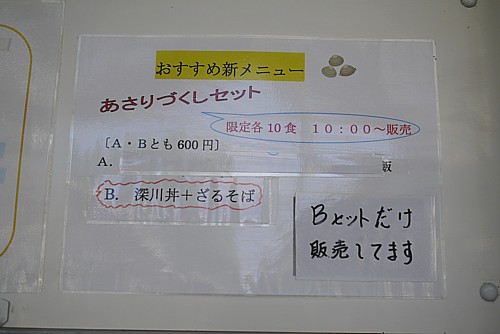 おすすめ新メニュー
あさりづくしセット
限定各10食 10:00~販売
〔A・Bとも600円〕
A. 飯
B. 深川丼+ざるそば
Bセットだけ
販売してます